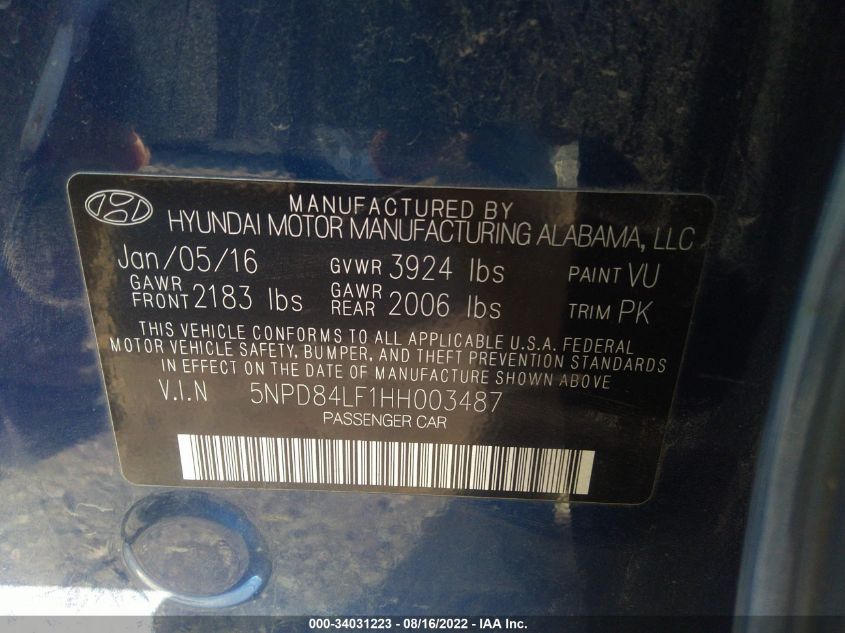 MANUFACTURED BY
HYUNDAI MOTOR MANUFACTURING ALABAMA, LLC
Jan/05/16 GVWR 3924 lbs PAINT VU
GAWR FRONT 2183 lbs GAWR REAR 2006 lbs TRIM PK
THIS VEHICLE CONFORMS TO ALL APPLICABLE U.S.A. FEDERAL
MOTOR VEHICLE SAFETY, BUMPER, AND THEFT PREVENTION STANDARDS
IN EFFECT ON THE DATE OF MANUFACTURE SHOWN ABOVE
V.I.N 5NPD84LF1HH003487
PASSENGER CAR
000-34031223 - 08/16/2022 - IAA Inc.